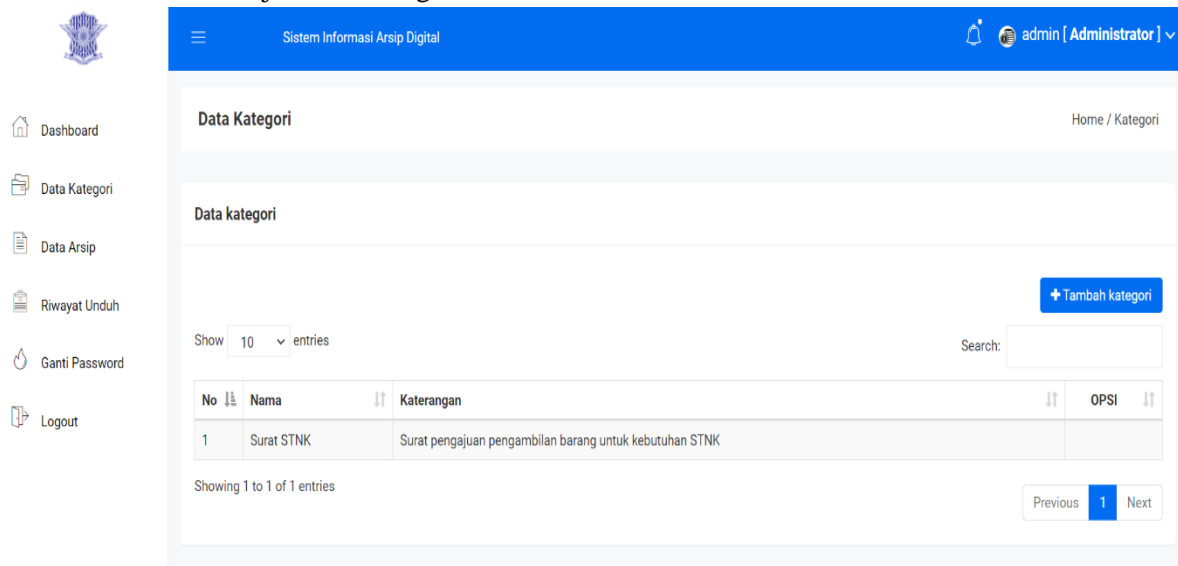 Sistem Informasi Arsip Digital
admin [ Administrator ]
Dashboard
Data Kategori
Data Arsip
Riwayat Unduh
Ganti Password
Logout
Data Kategori
Home / Kategori
Data kategori
Tambah kategori
Show 10 entries
Search:
No Nama Katerangan OPSI
1 Surat STNK Surat pengajuan pengambilan barang untuk kebutuhan STNK
Showing 1 to 1 of 1 entries
Previous 1 Next